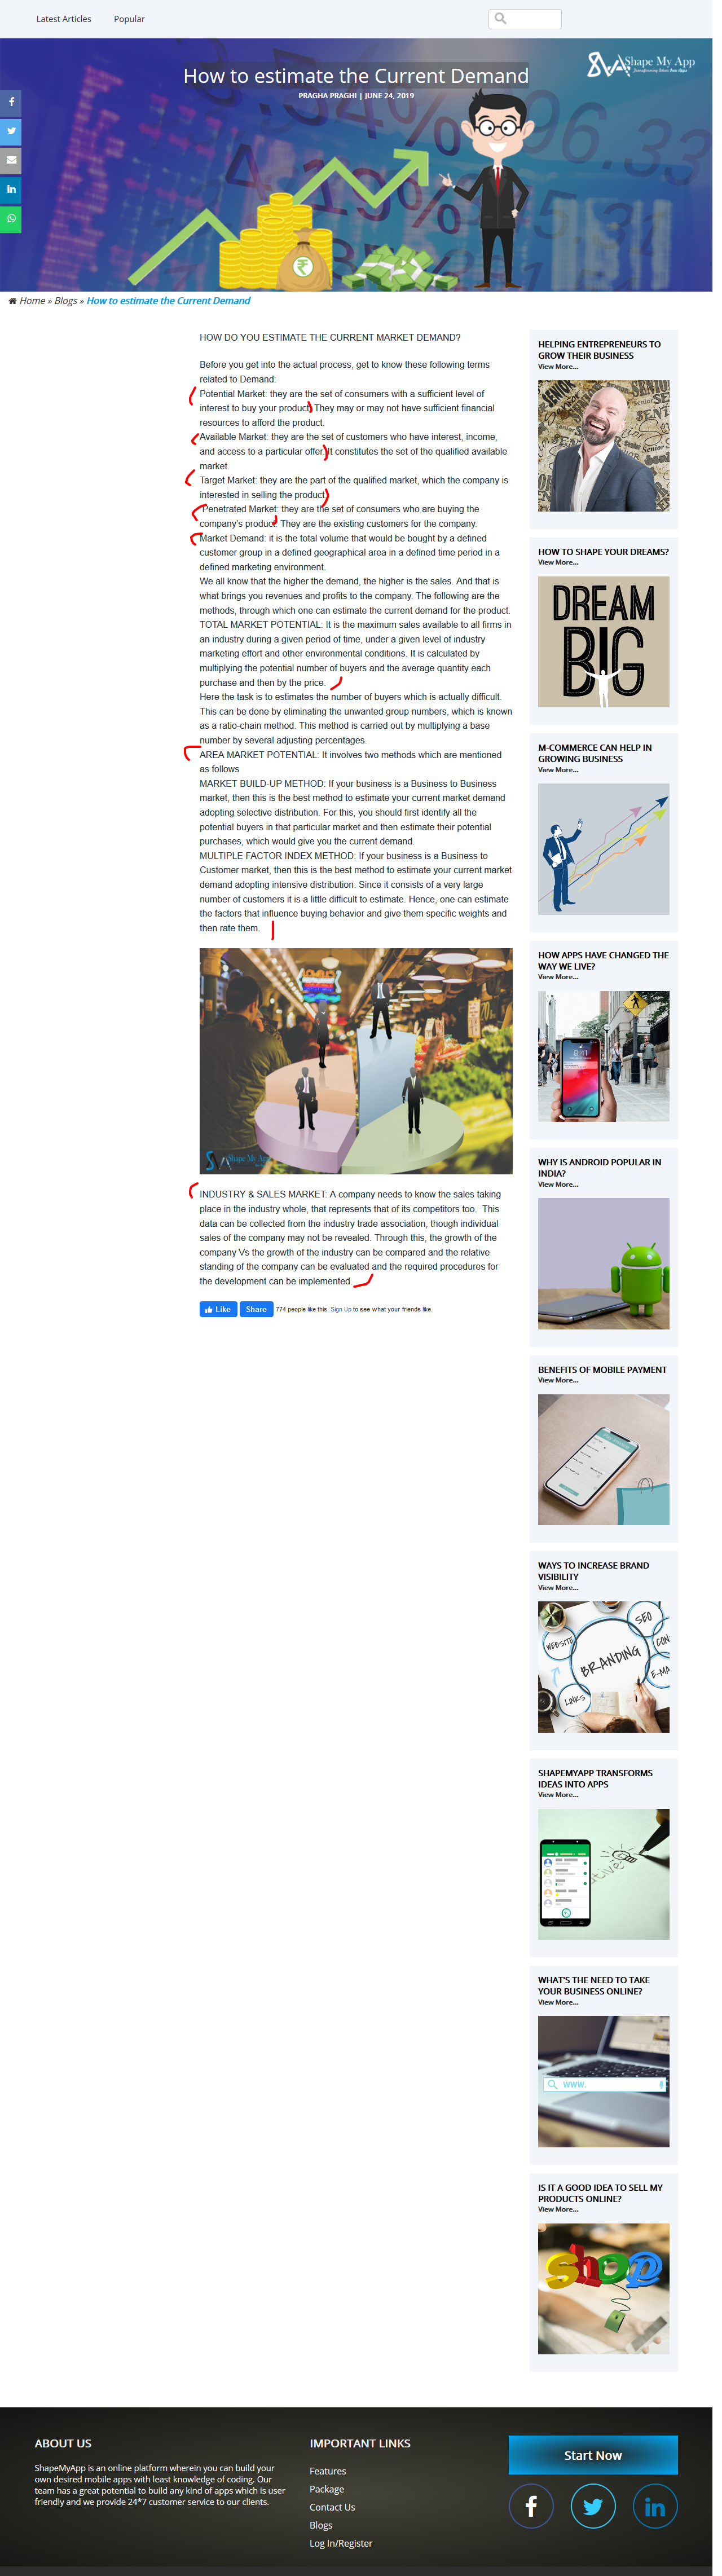 Latest Articles Popular
Shape My App
Transforming Ideas Into Apps
How to estimate the Current Demand
PRAGHA PRAGHI | JUNE 24, 2019
Home » Blogs » How to estimate the Current Demand
HOW DO YOU ESTIMATE THE CURRENT MARKET DEMAND?
Before you get into the actual process, get to know these following terms
related to Demand:
Potential Market: they are the set of consumers with a sufficient level of
interest to buy your product. They may or may not have sufficient financial
resources to afford the product.
Available Market: they are the set of customers who have interest, income,
and access to a particular offer. It constitutes the set of the qualified available
market.
Target Market: they are the part of the qualified market, which the company is
interested in selling the product.
Penetrated Market: they are the set of consumers who are buying the
company's product. They are the existing customers for the company.
Market Demand: it is the total volume that would be bought by a defined
customer group in a defined geographical area in a defined time period in a
defined marketing environment.
We all know that the higher the demand, the higher is the sales. And that is
what brings you revenues and profits to the company. The following are the
methods, through which one can estimate the current demand for the product.
TOTAL MARKET POTENTIAL: It is the maximum sales available to all firms in
an industry during a given period of time, under a given level of industry
marketing effort and other environmental conditions. It is calculated by
multiplying the potential number of buyers and the average quantity each
purchase and then by the price.
Here the task is to estimates the number of buyers which is actually difficult.
This can be done by eliminating the unwanted group numbers, which is known
as a ratio-chain method. This method is carried out by multiplying a base
number by several adjusting percentages.
AREA MARKET POTENTIAL: It involves two methods which are mentioned
as follows
MARKET BUILD-UP METHOD: If your business is a Business to Business
market, then this is the best method to estimate your current market demand
adopting selective distribution. For this, you should first identify all the
potential buyers in that particular market and then estimate their potential
purchases, which would give you the current demand.
MULTIPLE FACTOR INDEX METHOD: If your business is a Business to
Customer market, then this is the best method to estimate your current market
demand adopting intensive distribution. Since it consists of a very large
number of customers it is a little difficult to estimate. Hence, one can estimate
the factors that influence buying behavior and give them specific weights and
then rate them.
Shape My App
INDUSTRY & SALES MARKET: A company needs to know the sales taking
place in the industry whole, that represents that of its competitors too. This
data can be collected from the industry trade association, though individual
sales of the company may not be revealed. Through this, the growth of the
company Vs the growth of the industry can be compared and the relative
standing of the company can be evaluated and the required procedures for
the development can be implemented.
Like Share 774 people like this. Sign Up to see what your friends like.
HELPING ENTREPRENEURS TO
GROW THEIR BUSINESS
View More...
HOW TO SHAPE YOUR DREAMS?
View More...
DREAM
BIG
M-COMMERCE CAN HELP IN
GROWING BUSINESS
View More...
HOW APPS HAVE CHANGED THE
WAY WE LIVE?
View More...
9:41
WHY IS ANDROID POPULAR IN
INDIA?
View More...
BENEFITS OF MOBILE PAYMENT
View More...
WAYS TO INCREASE BRAND
VISIBILITY
View More...
SEO
WEBSITE
BRANDING
CON
E-MA
LINKS
SHAPEMYAPP TRANSFORMS
IDEAS INTO APPS
View More...
WHAT'S THE NEED TO TAKE
YOUR BUSINESS ONLINE?
View More...
WWW.
IS IT A GOOD IDEA TO SELL MY
PRODUCTS ONLINE?
View More...
shop
ABOUT US
ShapeMyApp is an online platform wherein you can build your
own desired mobile apps with least knowledge of coding. Our
team has a great potential to build any kind of apps which is user
friendly and we provide 24*7 customer service to our clients.
IMPORTANT LINKS
Features
Package
Contact Us
Blogs
Log In/Register
Start Now